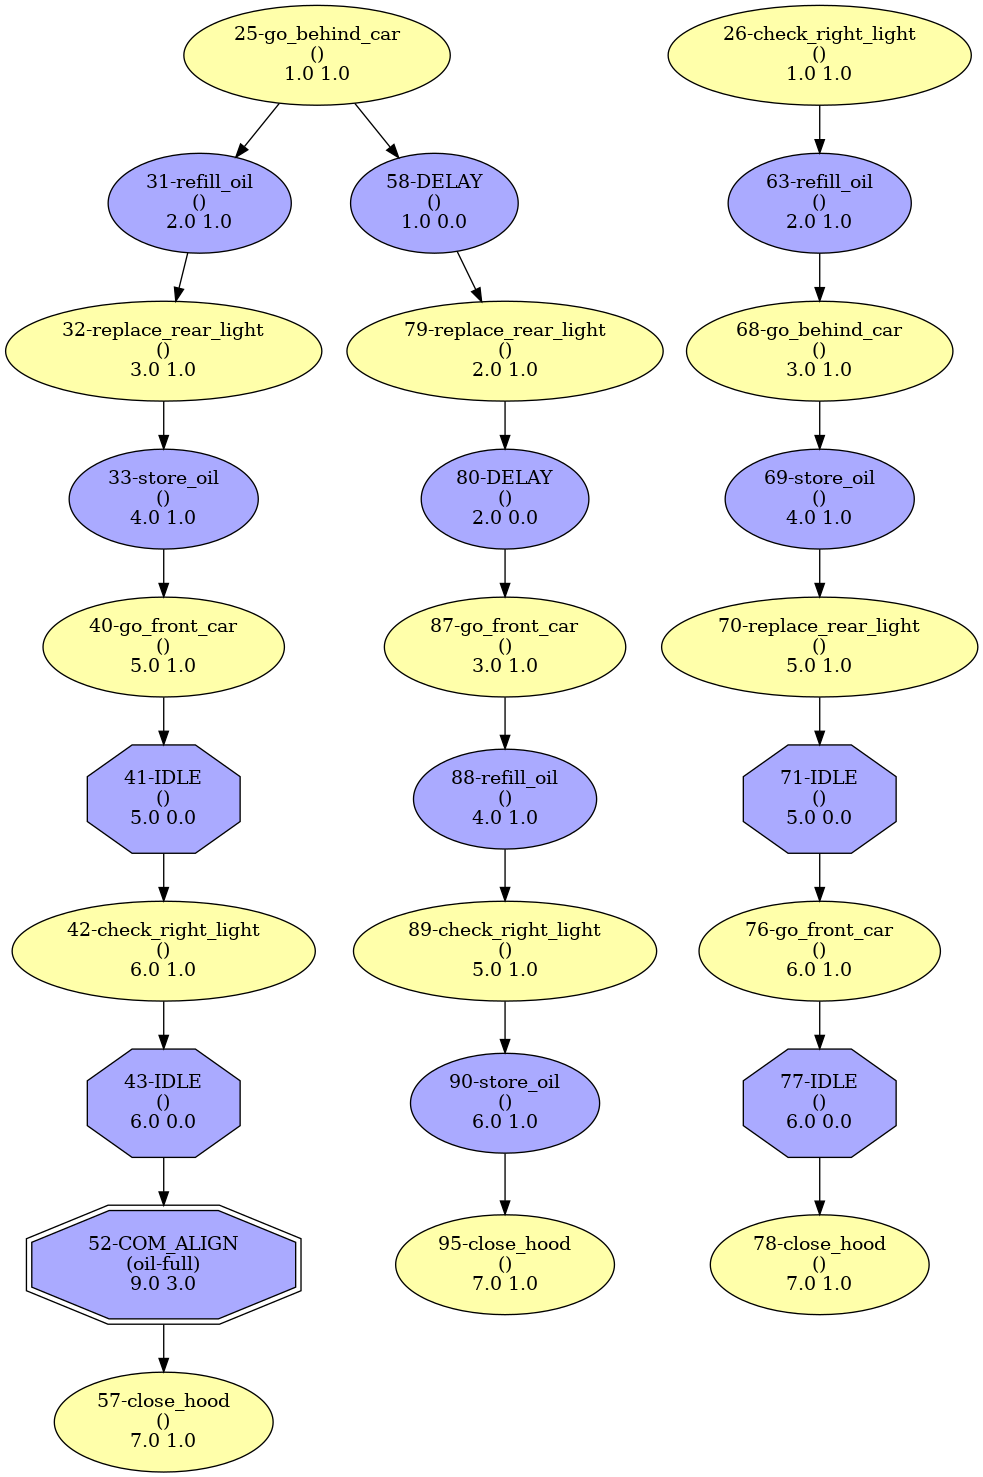 25-go_behind_car
()
1.0 1.0
26-check_right_light
()
1.0 1.0
31-refill_oil
()
2.0 1.0
58-DELAY
()
1.0 0.0
63-refill_oil
()
2.0 1.0
32-replace_rear_light
()
3.0 1.0
79-replace_rear_light
()
2.0 1.0
68-go_behind_car
()
3.0 1.0
33-store_oil
()
4.0 1.0
80-DELAY
()
2.0 0.0
69-store_oil
()
4.0 1.0
40-go_front_car
()
5.0 1.0
87-go_front_car
()
3.0 1.0
70-replace_rear_light
()
5.0 1.0
41-IDLE
()
5.0 0.0
88-refill_oil
()
4.0 1.0
71-IDLE
()
5.0 0.0
42-check_right_light
()
6.0 1.0
89-check_right_light
()
5.0 1.0
76-go_front_car
()
6.0 1.0
43-IDLE
()
6.0 0.0
90-store_oil
()
6.0 1.0
77-IDLE
()
6.0 0.0
52-COM_ALIGN
(oil-full)
9.0 3.0
95-close_hood
()
7.0 1.0
78-close_hood
()
7.0 1.0
57-close_hood
()
7.0 1.0